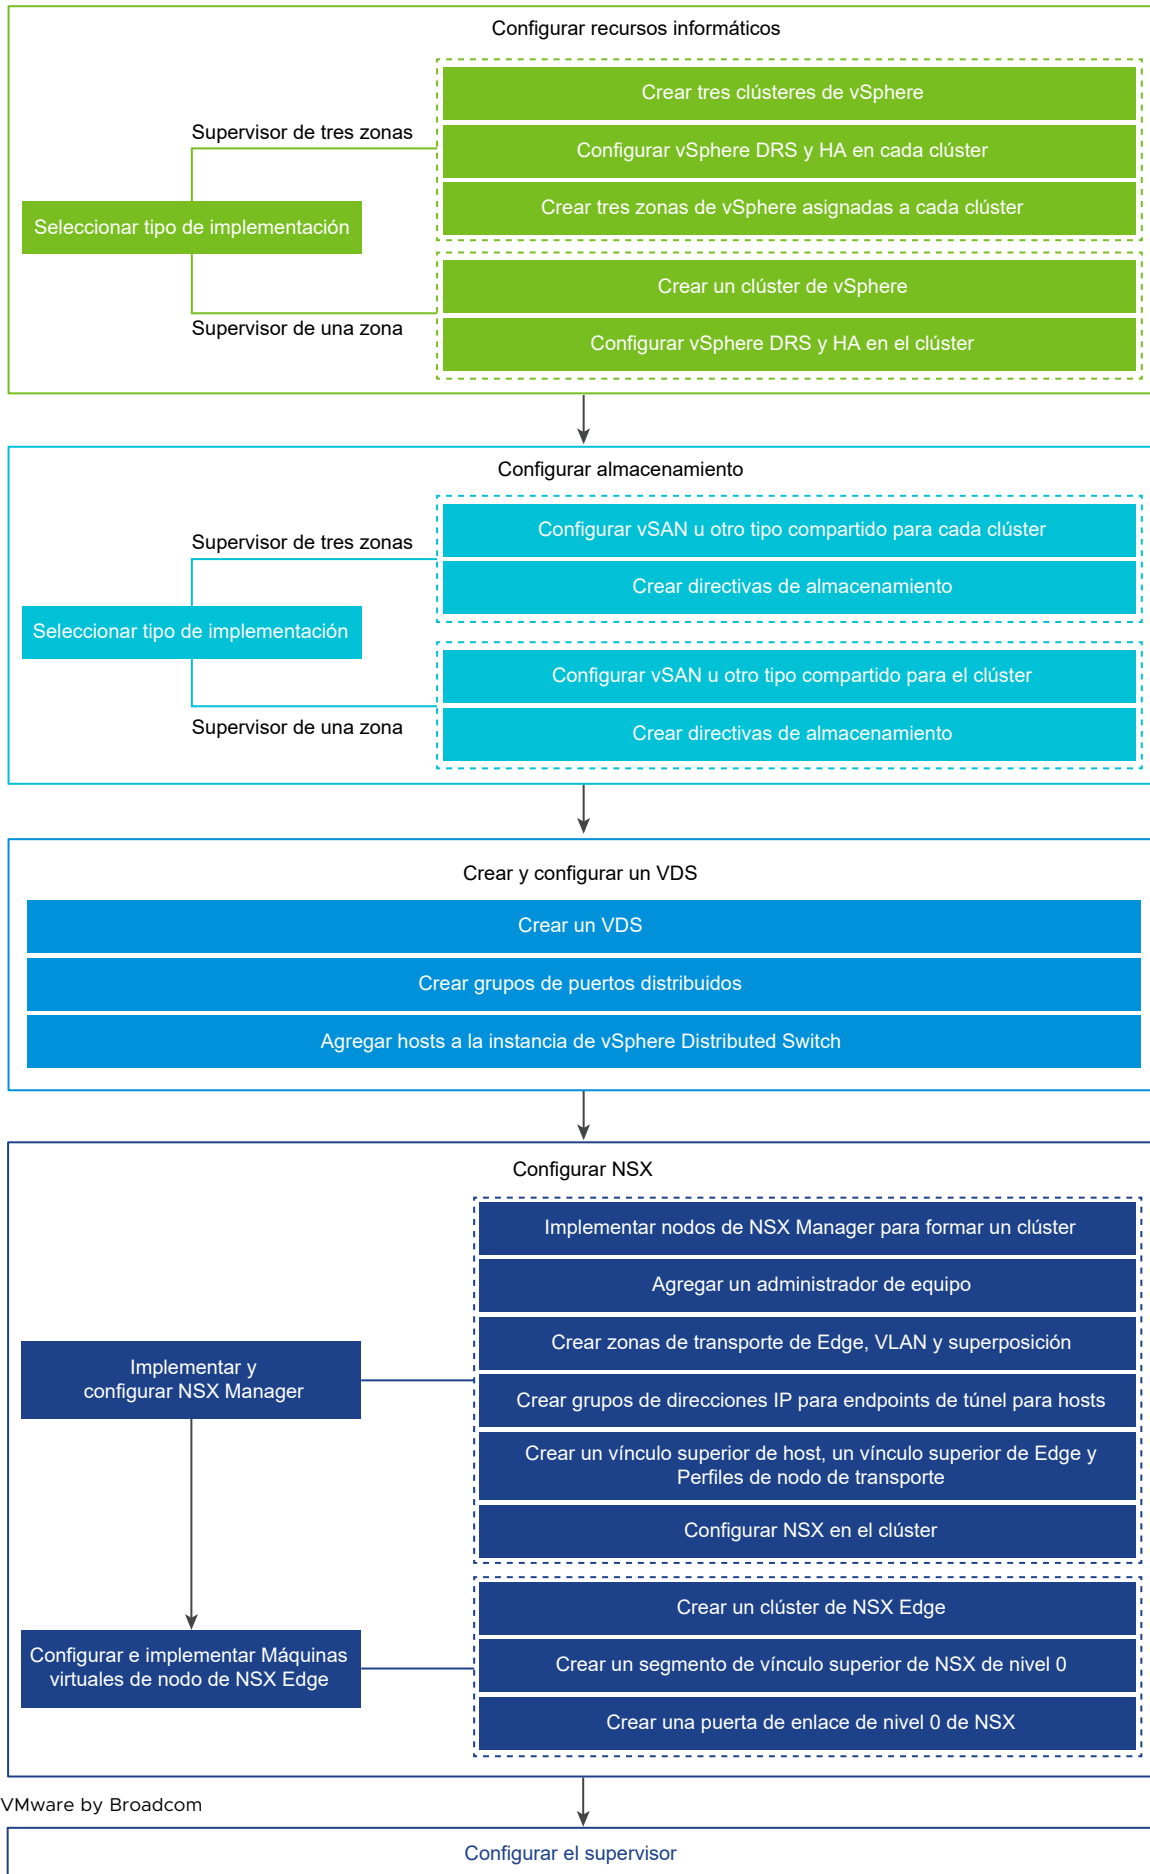 Configurar recursos informáticos
Supervisor de tres zonas
Seleccionar tipo de implementación
Supervisor de una zona
Crear tres clústeres de vSphere
Configurar vSphere DRS y HA en cada clúster
Crear tres zonas de vSphere asignadas a cada clúster
Crear un clúster de vSphere
Configurar vSphere DRS y HA en el clúster
Configurar almacenamiento
Supervisor de tres zonas
Seleccionar tipo de implementación
Supervisor de una zona
Configurar vSAN u otro tipo compartido para cada clúster
Crear directivas de almacenamiento
Configurar vSAN u otro tipo compartido para el clúster
Crear directivas de almacenamiento
Crear y configurar un VDS
Crear un VDS
Crear grupos de puertos distribuidos
Agregar hosts a la instancia de vSphere Distributed Switch
Configurar NSX
Implementar y
configurar NSX Manager
Implementar nodos de NSX Manager para formar un clúster
Agregar un administrador de equipo
Crear zonas de transporte de Edge, VLAN y superposición
Crear grupos de direcciones IP para endpoints de túnel para hosts
Crear un vínculo superior de host, un vínculo superior de Edge y
Perfiles de nodo de transporte
Configurar NSX en el clúster
Configurar e implementar Máquinas
virtuales de nodo de NSX Edge
Crear un clúster de NSX Edge
Crear un segmento de vínculo superior de NSX de nivel 0
Crear una puerta de enlace de nivel 0 de NSX
VMware by Broadcom
Configurar el supervisor